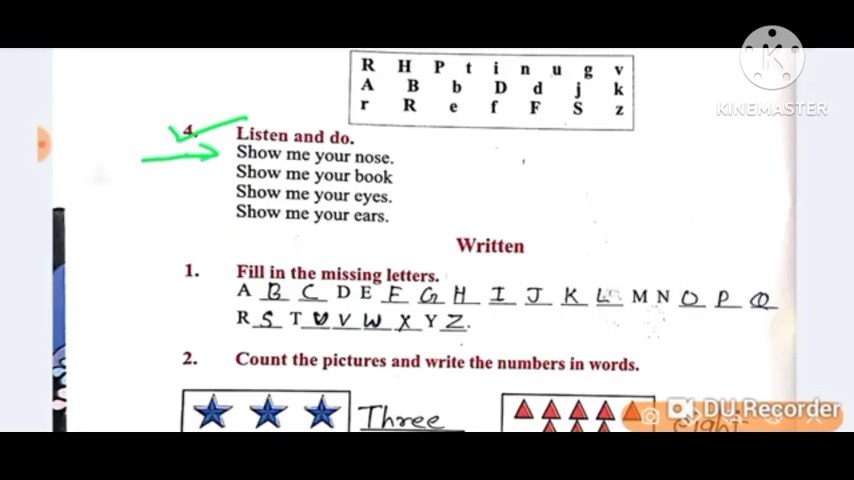 R H P t i n u g v
A B b D d j k
r R e f F S z
KINEMASTER
4. Listen and do.
Show me your nose.
Show me your book
Show me your eyes.
Show me your ears.
Written
1. Fill in the missing letters.
A B C D E F G H I J K L M N O P Q
R S T U V W X Y Z.
2. Count the pictures and write the numbers in words.
Three
eight
DU Recorder